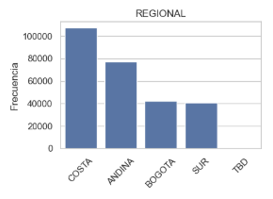 REGIONAL
100000
80000
60000
40000
20000
0
Frecuencia
COSTA
ANDINA
BOGOTA
SUR
TBD